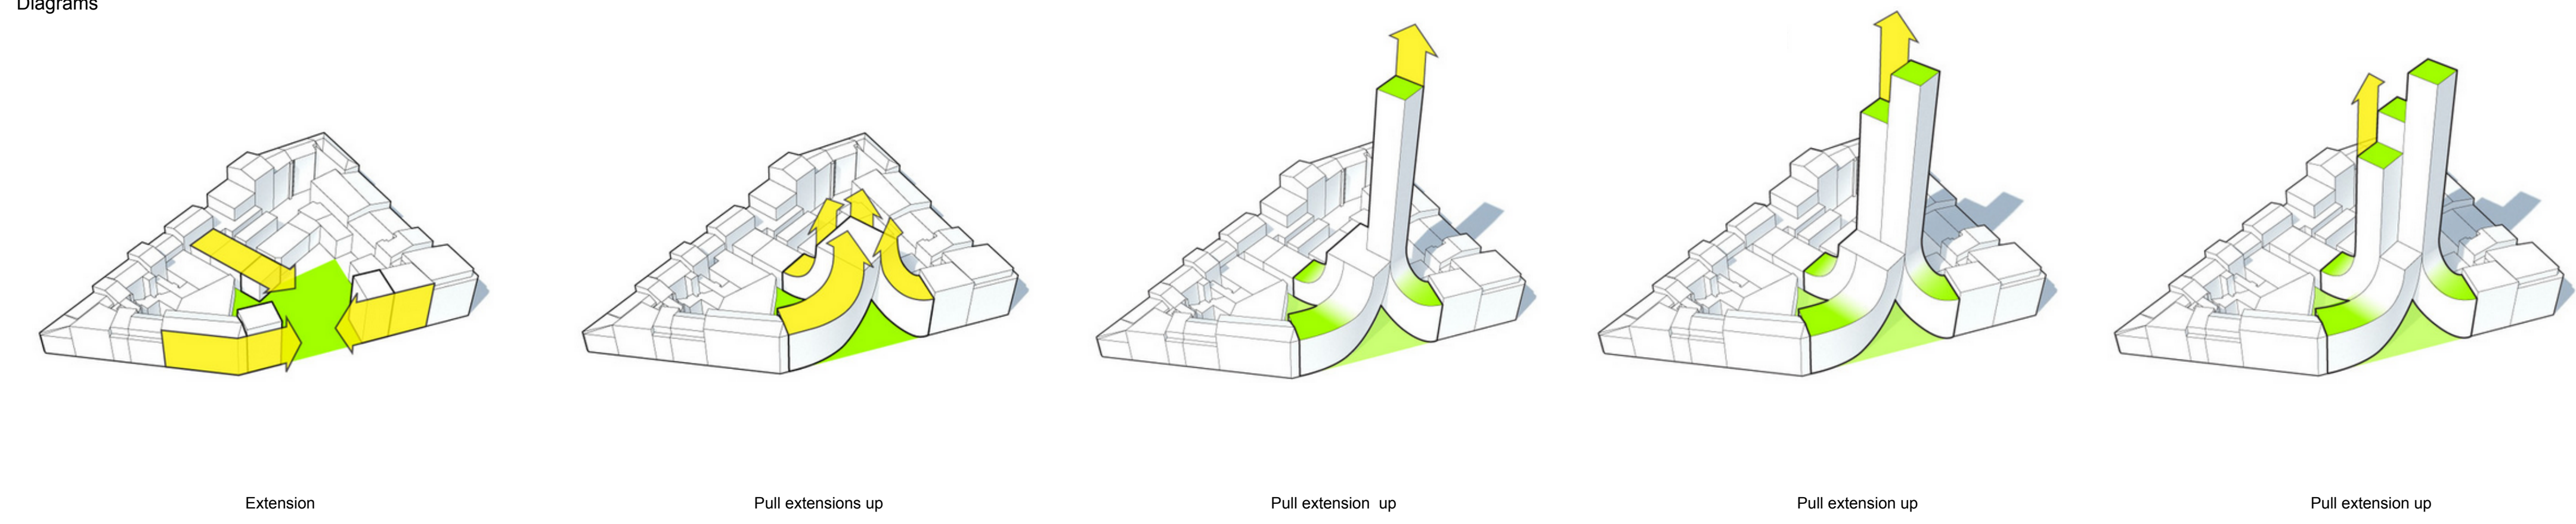 Diagrams
Extension
Pull extensions up
Pull extension  up
Pull extension up
Pull extension up